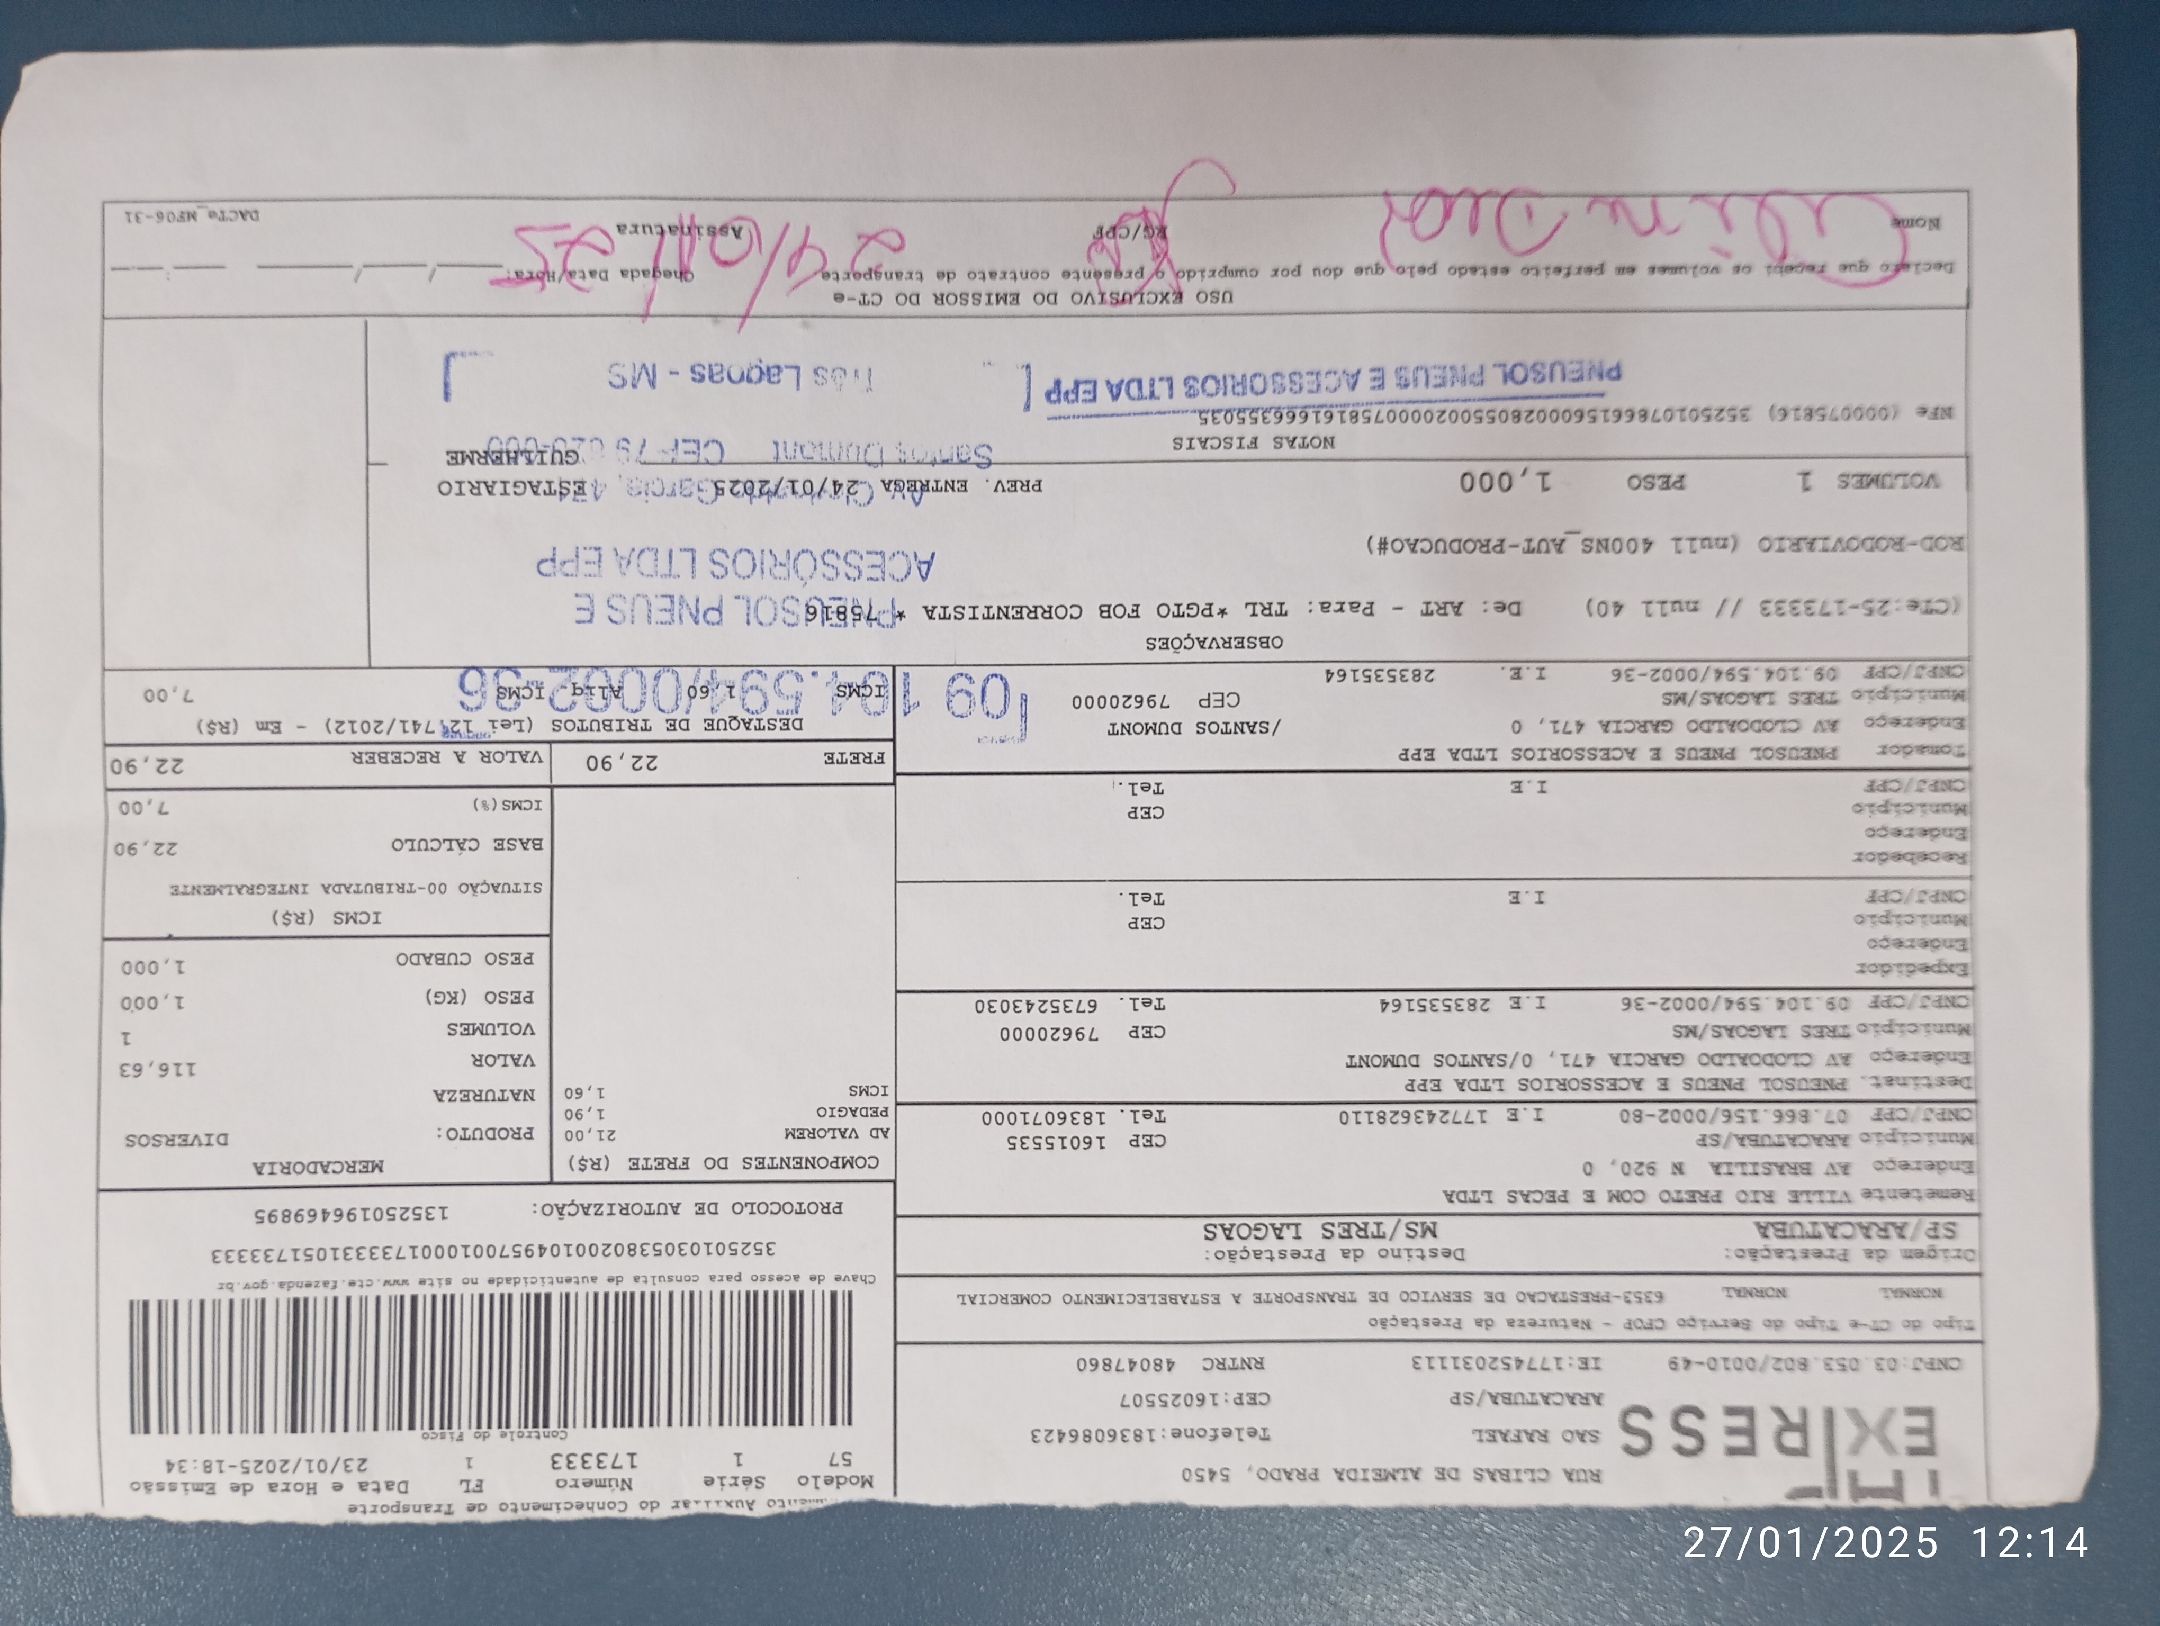 Documento Auxiliar do Conhecimento de Transporte
Modelo Série Número FL Data e Hora de Emissão
57 1 173333 1 23/01/2025-18:34
Controle do Fisco
EXPRESS
RUA CLIBAS DE ALMEIDA PRADO, 5450
SAO RAFAEL Telefone:1836086423
ARACATUBA/SP CEP:16025507
CNPJ:03.053.802/0010-49 IE:177452031113 RNTRC 48047860
Tipo do CT-e Tipo do Serviço CFOP - Natureza da Prestação
NORMAL NORMAL 6353-PRESTACAO DE SERVICO DE TRANSPORTE A ESTABELECIMENTO COMERCIAL
Chave de acesso para consulta de autenticidade no site www.cte.fazenda.gov.br
35250103053802001049570010001733331051733333
PROTOCOLO DE AUTORIZAÇÃO: 135250196469895
Origem da Prestação: Destino da Prestação:
SP/ARACATUBA MS/TRES LAGOAS
Remetente VILLE RIO PRETO COM E PECAS LTDA
Endereço AV BRASILIA N 920, 0
Município ARACATUBA/SP CEP 16015535
CNPJ/CPF 07.866.156/0002-80 I.E 177243628110 Tel. 1836071000
Destinat. PNEUSOL PNEUS E ACESSORIOS LTDA EPP
Endereço AV CLODOALDO GARCIA 471, 0/SANTOS DUMONT
Município TRES LAGOAS/MS CEP 79620000
CNPJ/CPF 09.104.594/0002-36 I.E 283535164 Tel. 6735243030
Expedidor
Endereço
Município CEP
CNPJ/CPF I.E Tel.
Recebedor
Endereço
Município CEP
CNPJ/CPF I.E Tel.
Tomador PNEUSOL PNEUS E ACESSORIOS LTDA EPP
Endereço AV CLODOALDO GARCIA 471, 0 /SANTOS DUMONT
Município TRES LAGOAS/MS CEP 79620000
CNPJ/CPF 09.104.594/0002-36 I.E. 283535164
COMPONENTES DO FRETE (R$)
AD VALOREM 21,00
PEDAGIO 1,90
ICMS 1,60
MERCADORIA
PRODUTO: DIVERSOS
NATUREZA
VALOR 116,63
VOLUMES 1
PESO (KG) 1,000
PESO CUBADO 1,000
ICMS (R$)
SITUAÇÃO 00-TRIBUTADA INTEGRALMENTE
BASE CÁLCULO 22,90
ICMS(%) 7,00
FRETE 22,90 VALOR A RECEBER 22,90
DESTAQUE DE TRIBUTOS (Lei 12.741/2012) - Em (R$)
ICMS 1,60 Aliq. ICMS 7,00
09 104.594/0002-36
OBSERVAÇÕES
(CTe:25-173333 // null 40) De: ART - Para: TRL *PGTO FOB CORRENTISTA * 75816
PNEUSOL PNEUS E
ACESSÓRIOS LTDA EPP
ROD-RODOVIARIO (null 400NS_AUT-PRODUCAO#)
VOLUMES 1 PESO 1,000 PREV. ENTREGA 24/01/2025 ESTAGIARIO
GUILHERME
Garcia, 471
Santos Dumont CEP 79 620-000
NOTAS FISCAIS
NFe (00075816) 35250107866156000280550020000758161666355035
PNEUSOL PNEUS E ACESSORIOS LTDA EPP
Três Lagoas - MS
USO EXCLUSIVO DO EMISSOR DO CT-e
Declaro que recebi os volumes em perfeito estado pelo que dou por cumprido o presente contrato de transporte Chegada Data/Hora:
24/01/25
Nome RG/CPF Assinatura
DACTe_MF06-31
27/01/2025 12:14